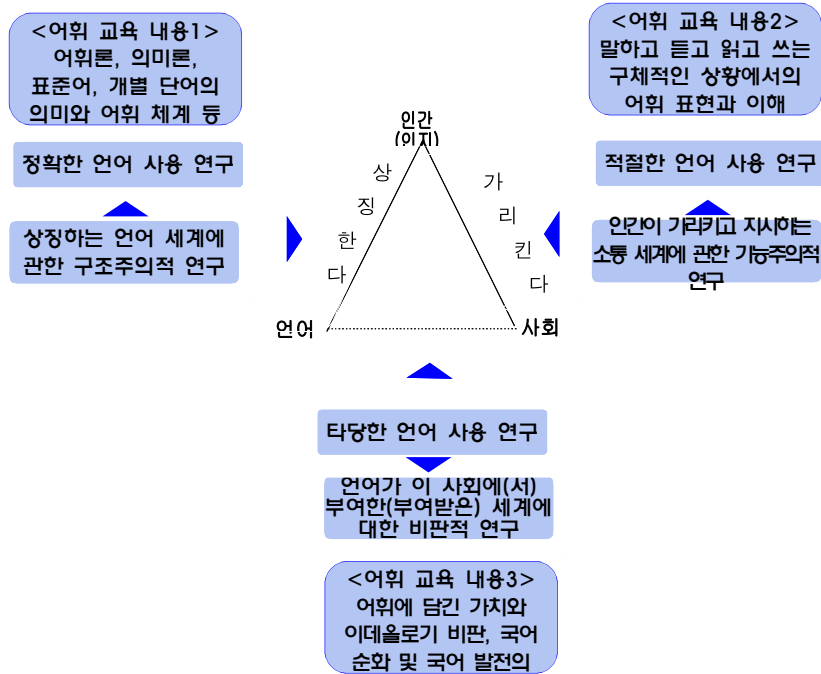 <어휘 교육 내용1>
어휘론, 의미론,
표준어, 개별 단어의
의미와 어휘 체계 등
정확한 언어 사용 연구
상징하는 언어 세계에
관한 구조주의적 연구
<어휘 교육 내용2>
말하고 듣고 읽고 쓰는
구체적인 상황에서의
어휘 표현과 이해
적절한 언어 사용 연구
인간이 가리키고 지시하는
소통 세계에 관한 기능주의적
연구
인간
(인지)
상징한다
가리킨다
언어
사회
타당한 언어 사용 연구
언어가 이 사회에(서)
부여한(부여받은) 세계에
대한 비판적 연구
<어휘 교육 내용3>
어휘에 담긴 가치와
이데올로기 비판, 국어
순화 및 국어 발전의